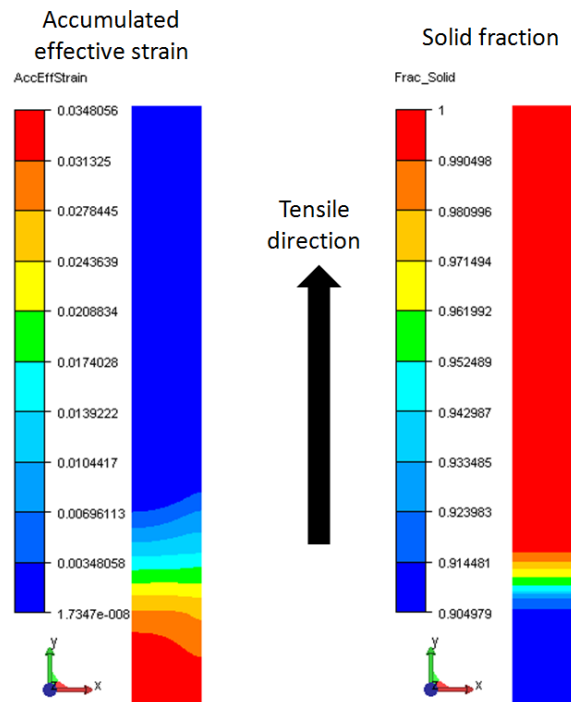 Accumulated
effective strain
AccEffStrain
0.0348056
0.031325
0.0278445
0.0243639
0.0208834
0.0174028
0.0139222
0.0104417
0.00696113
0.00348058
1.7347e-008
y
z
x
Tensile
direction
Solid fraction
Frac_Solid
1
0.990498
0.980996
0.971494
0.961992
0.952489
0.942987
0.933485
0.923983
0.914481
0.904979
y
z
x